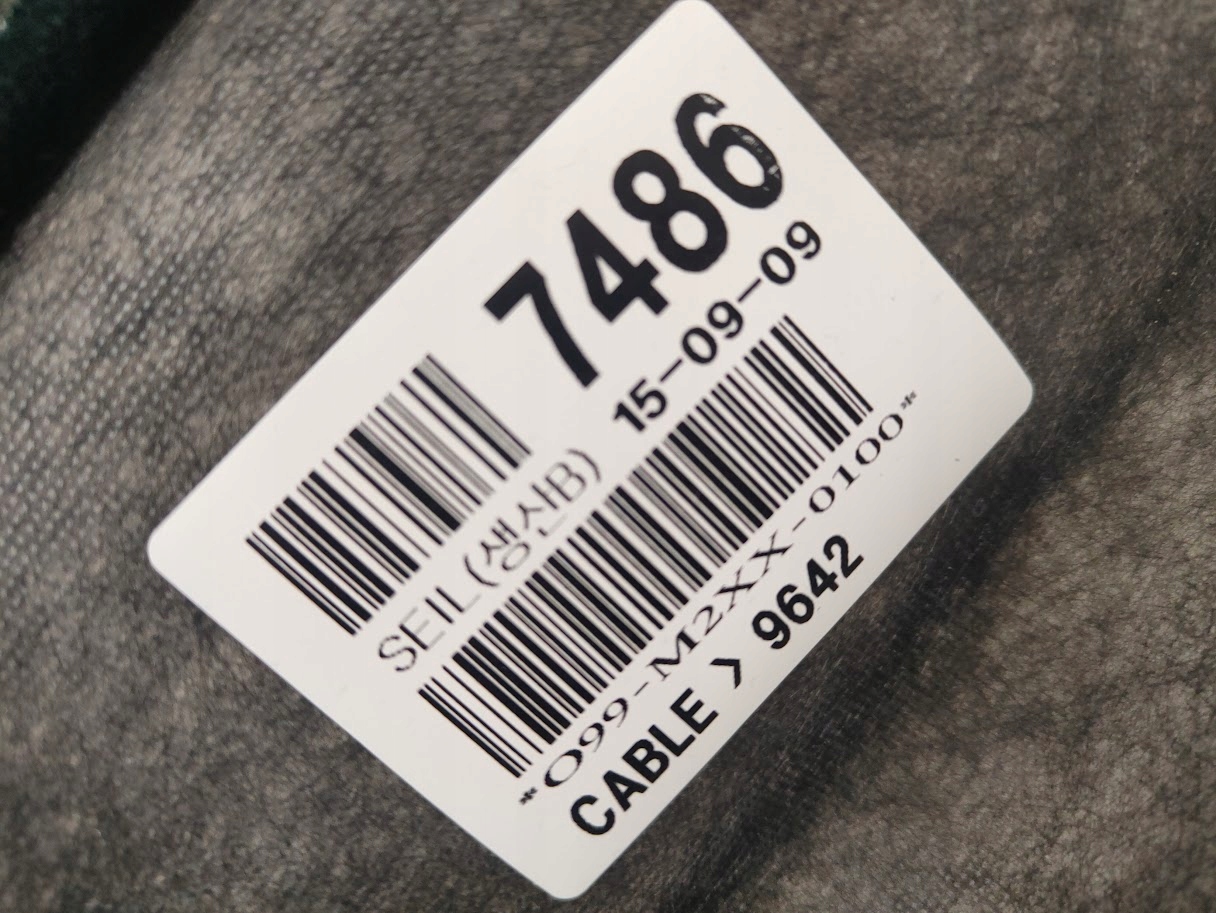 7486
15-09-09
SEIL(생산B)
*O99-M2XX-0100*
CABLE > 9642